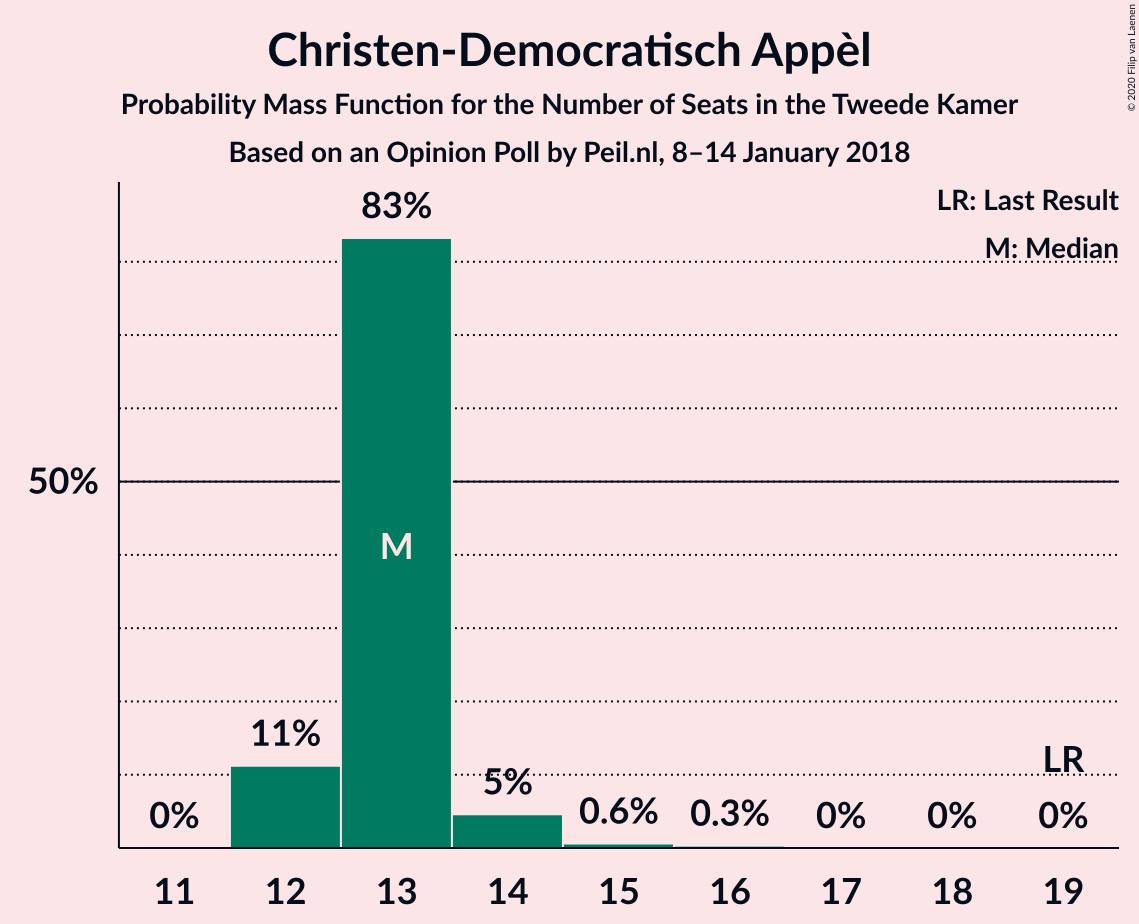 Christen-Democratisch Appèl
Probability Mass Function for the Number of Seats in the Tweede Kamer
Based on an Opinion Poll by Peil.nl, 8–14 January 2018
© 2020 Filip van Laenen
LR: Last Result
M: Median
83%
50%
M
11%
5%
LR
0%
0.6%
0.3%
0%
0%
0%
11 12 13 14 15 16 17 18 19